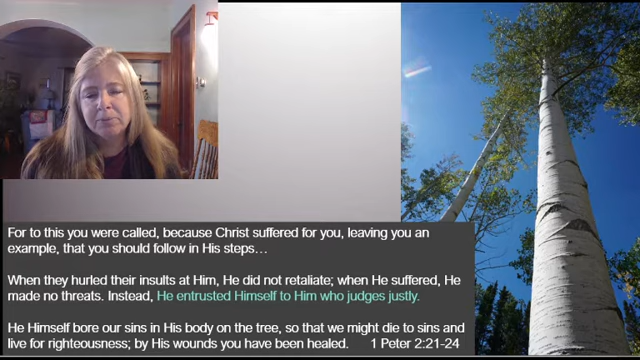 For to this you were called, because Christ suffered for you, leaving you an
example, that you should follow in His steps…
When they hurled their insults at Him, He did not retaliate; when He suffered, He
made no threats. Instead, He entrusted Himself to Him who judges justly.
He Himself bore our sins in His body on the tree, so that we might die to sins and
live for righteousness; by His wounds you have been healed. 1 Peter 2:21-24